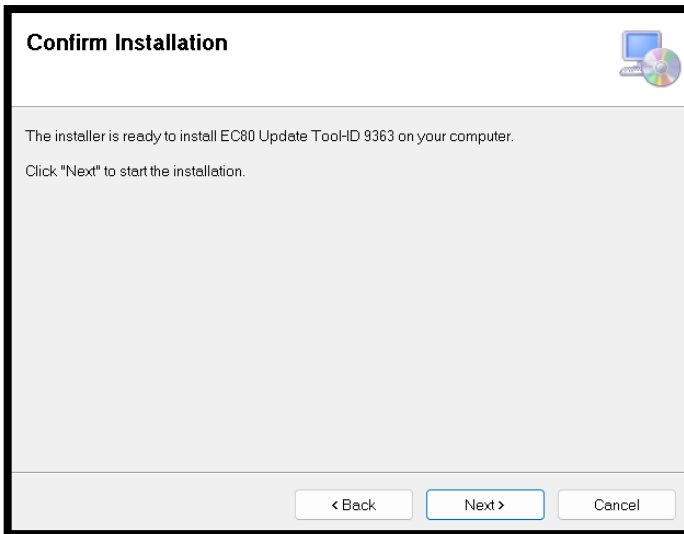 Confirm Installation
The installer is ready to install EC80 Update Tool-ID 9363 on your computer.
Click "Next" to start the installation.
< Back
Next >
Cancel